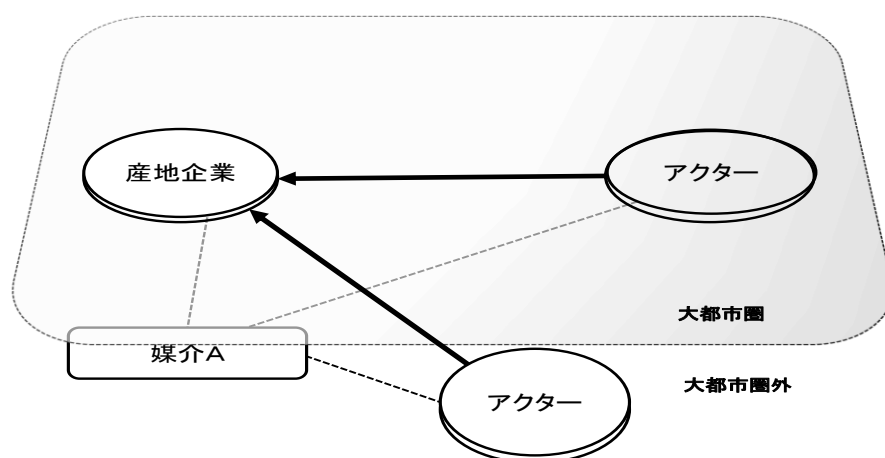 産地企業
アクター
大都市圏
媒介A
大都市圏外
アクター